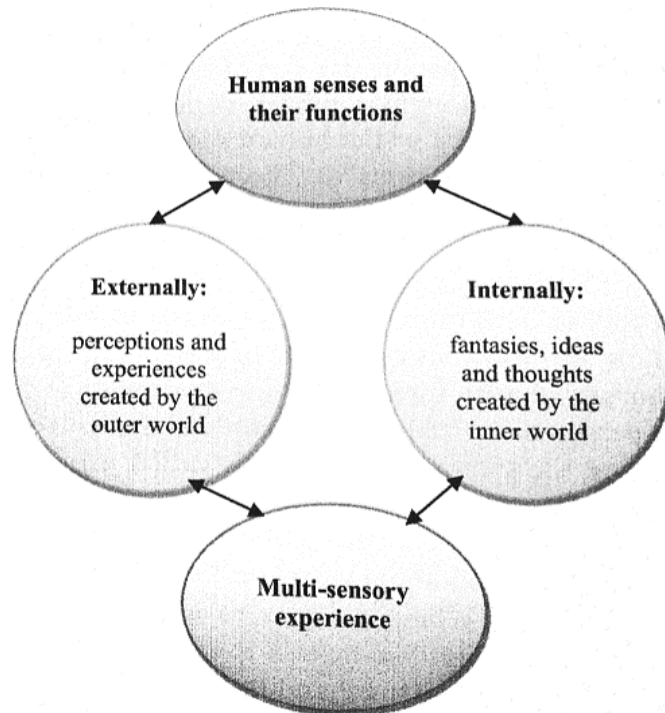 Human senses and
their functions
Externally:
perceptions and
experiences
created by the
outer world
Internally:
fantasies, ideas
and thoughts
created by the
inner world
Multi-sensory
experience